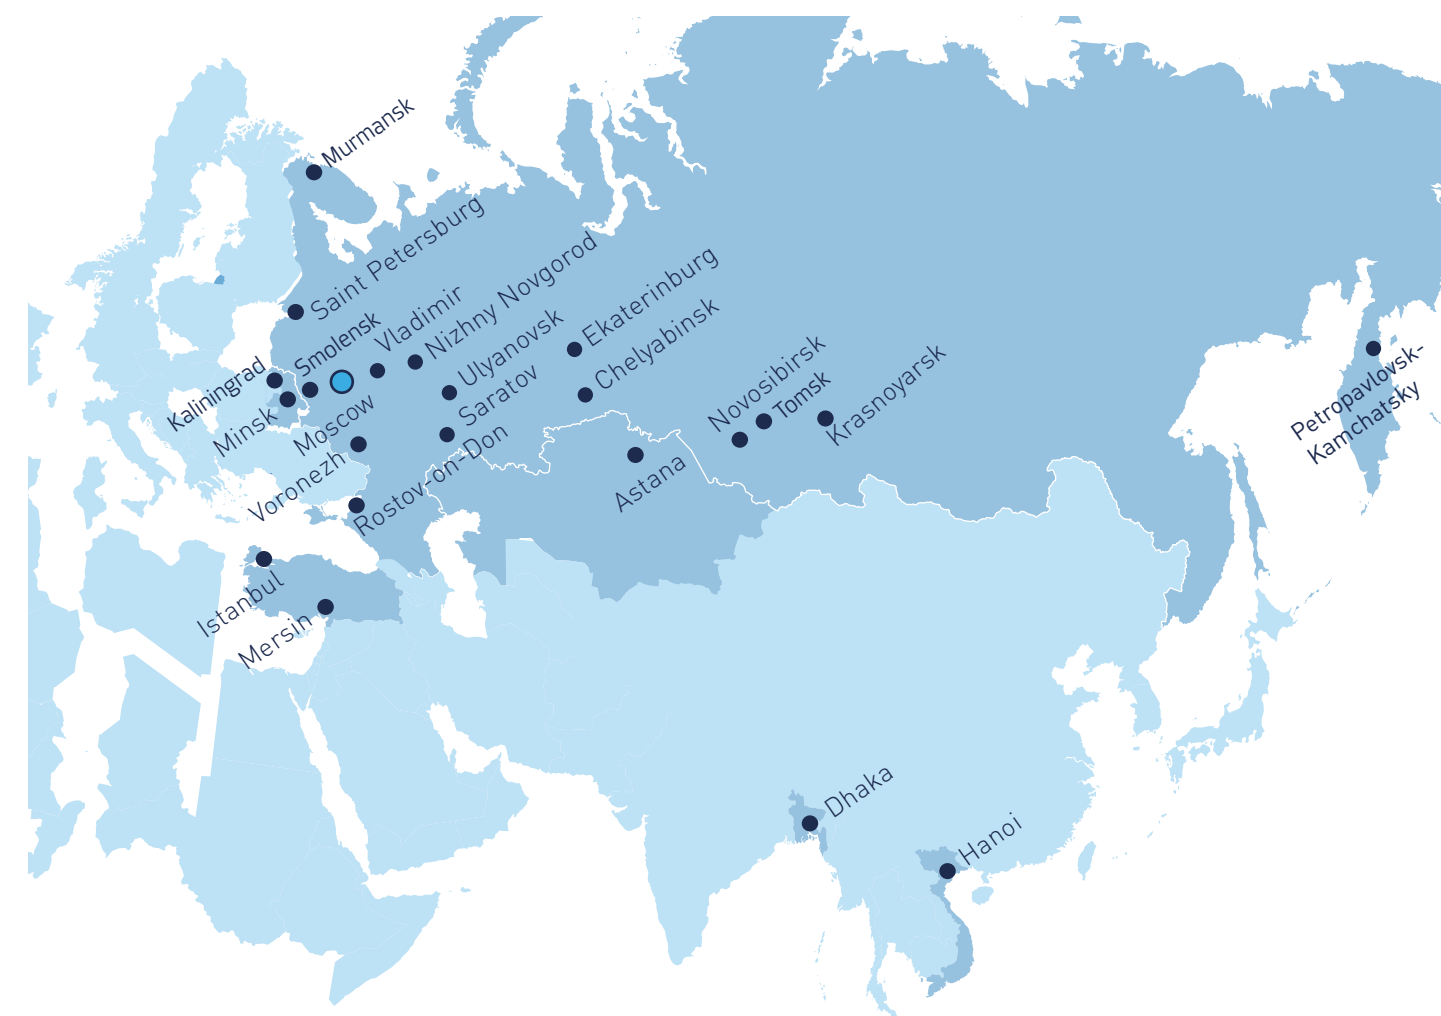 Murmansk
Saint Petersburg
Nizhny Novgorod
Vladimir
Smolensk
Ekaterinburg
Ulyanovsk
Chelyabinsk
Kaliningrad
Minsk
Moscow
Saratov
Novosibirsk
Tomsk
Krasnoyarsk
Petropavlovsk-
Kamchatsky
Voronezh
Rostov-on-Don
Astana
Istanbul
Mersin
Dhaka
Hanoi